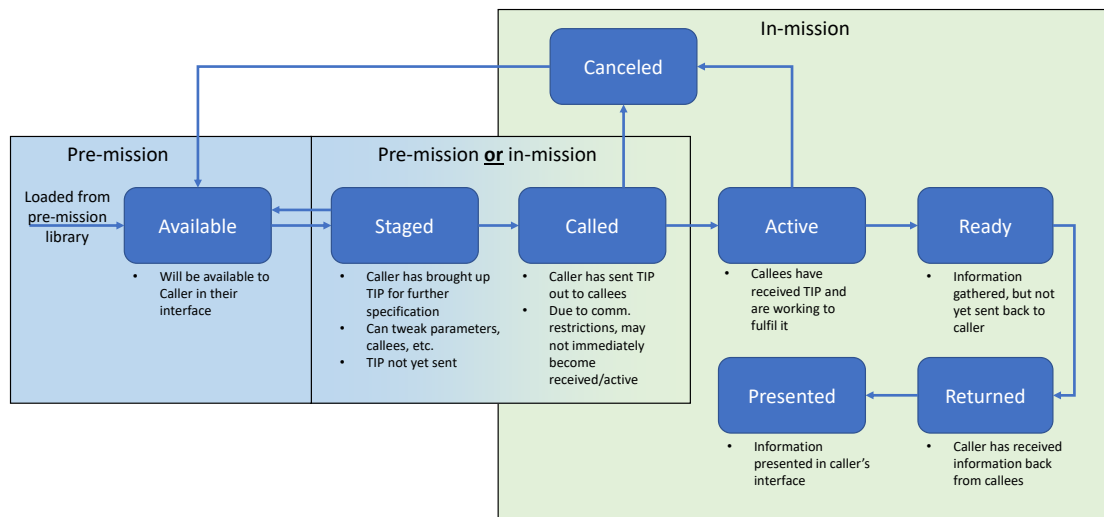 In-mission
Canceled
Pre-mission
Pre-mission or in-mission
Loaded from
pre-mission
library
Available
Staged
Called
Active
Ready
• Will be available to
Caller in their
interface
• Caller has brought up
TIP for further
specification
• Can tweak parameters,
callees, etc.
• TIP not yet sent
• Caller has sent TIP
out to callees
• Due to comm.
restrictions, may
not immediately
become
received/active
• Callees have
received TIP and
are working to
fulfil it
• Information
gathered, but not
yet sent back to
caller
Presented
Returned
• Information
presented in caller's
interface
• Caller has received
information back
from callees